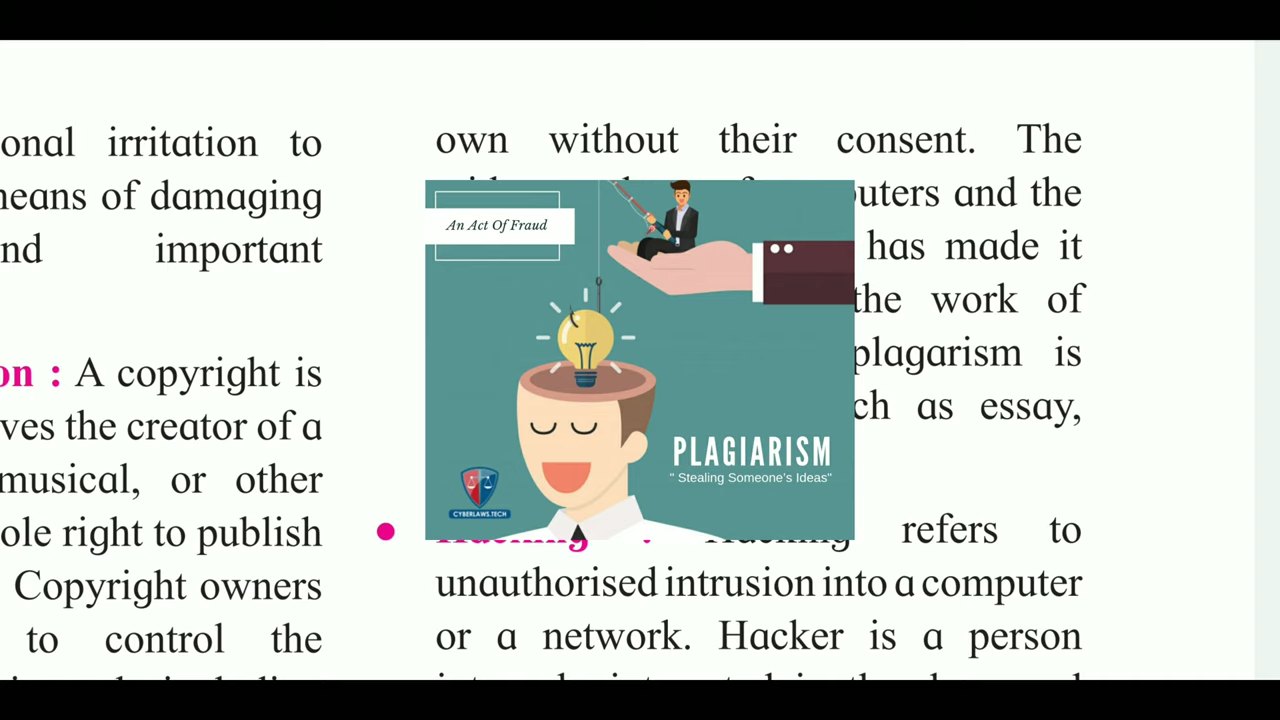 onal irritation to
means of damaging
nd important
on : A copyright is
ves the creator of a
musical, or other
ole right to publish
Copyright owners
to control the
own without their consent. The
and the
has made it
the work of
plagarism is
as essay,
Hacking : Hacking refers to
unauthorised intrusion into a computer
or a network. Hacker is a person
An Act Of Fraud
PLAGIARISM
" Stealing Someone's Ideas"
CYBERLAWS.TECH